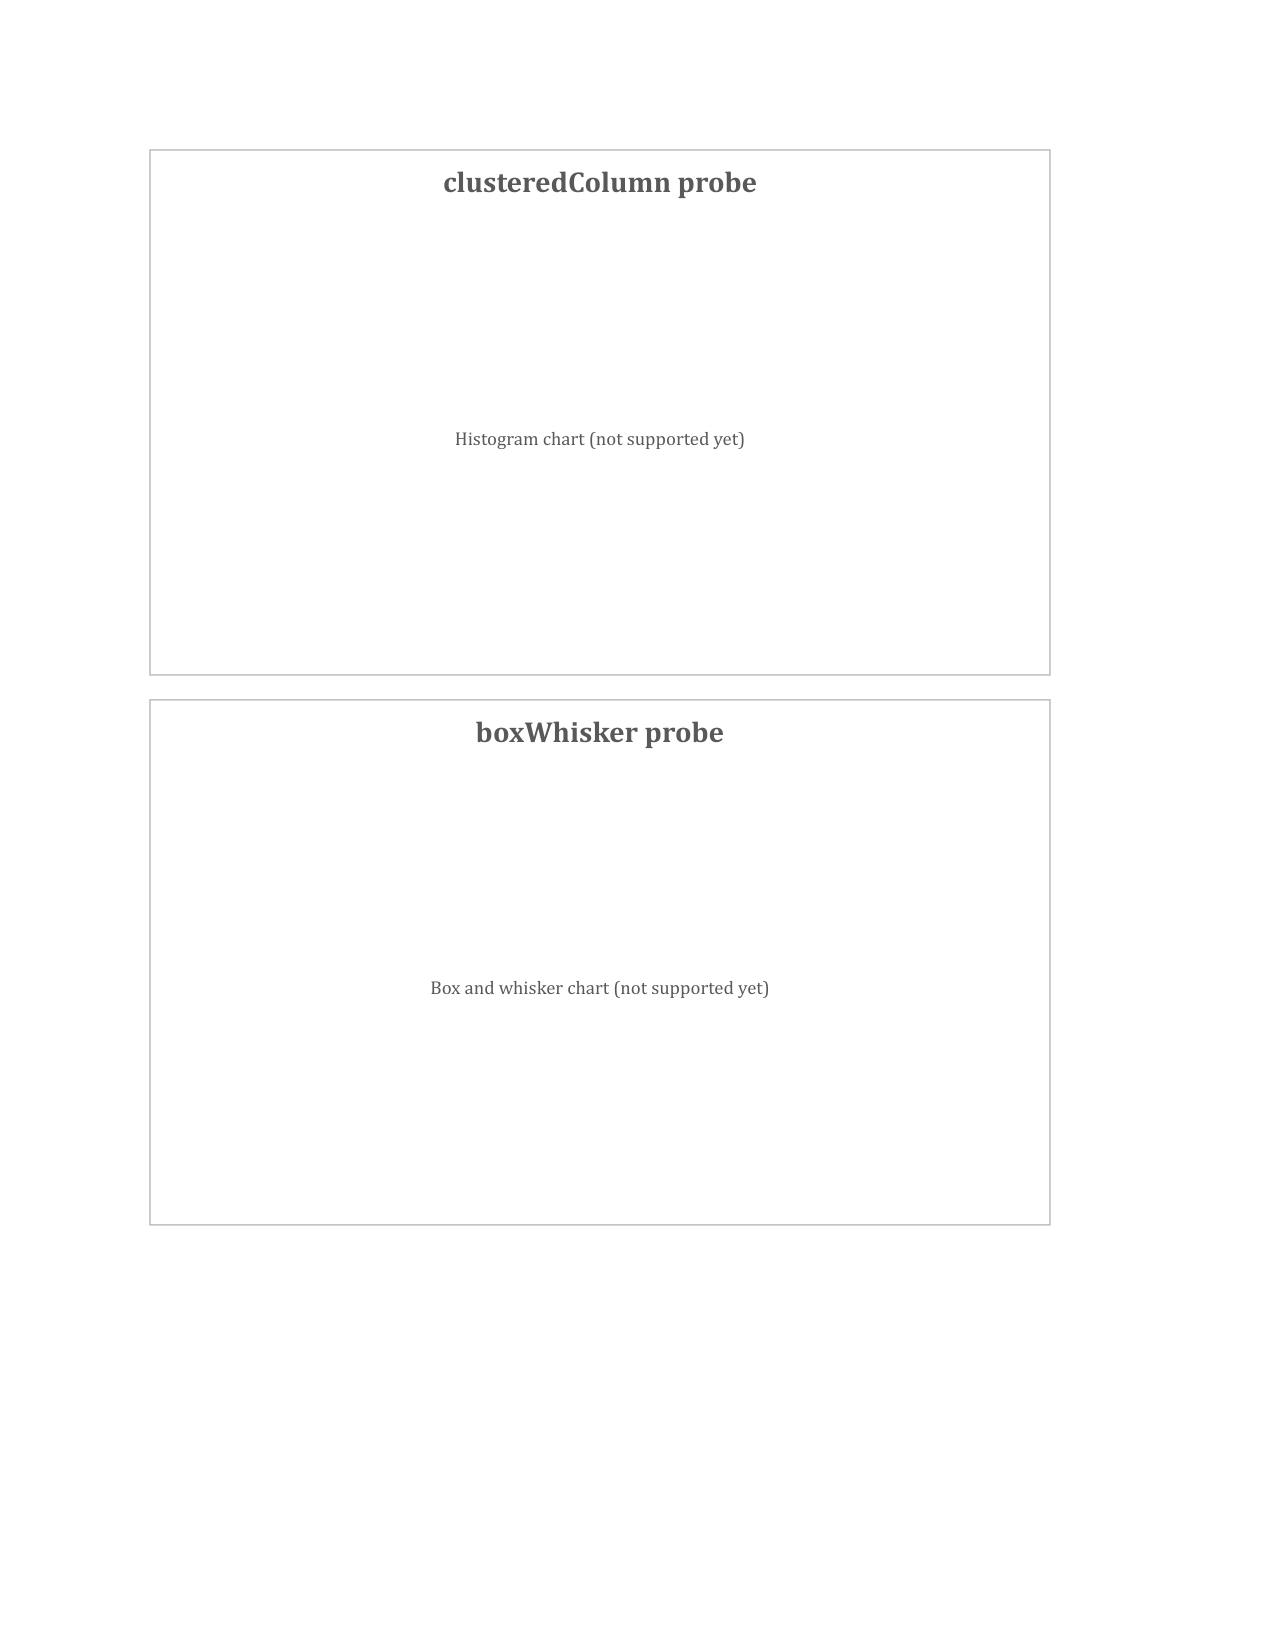 clusteredColumn probe
Histogram chart (not supported yet)
boxWhisker probe
Box and whisker chart (not supported yet)